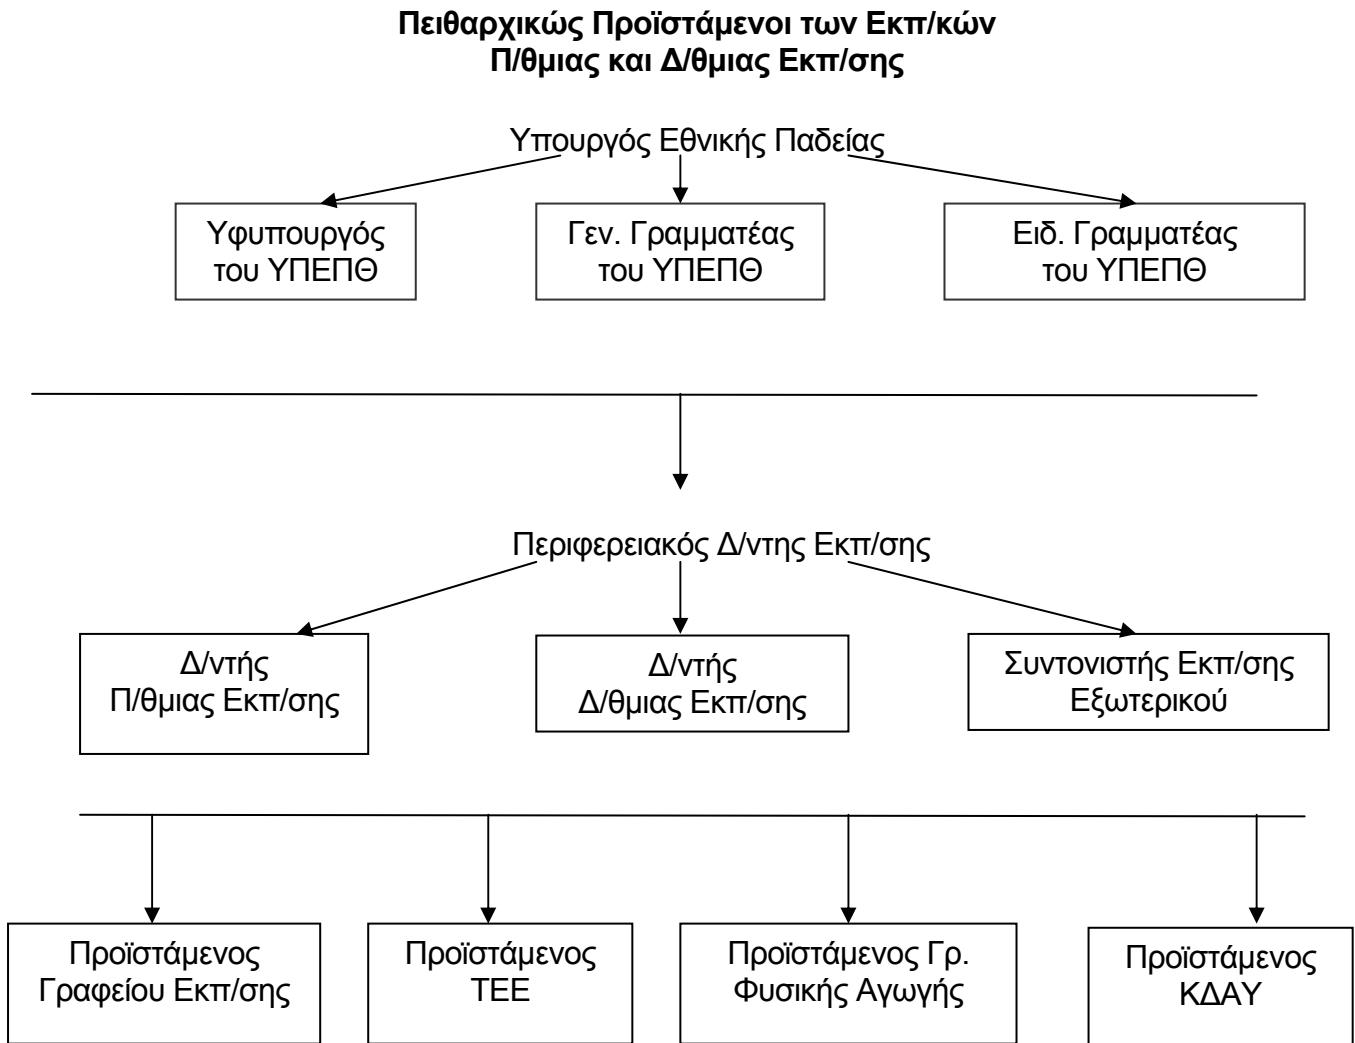 Πειθαρχικώς Προϊστάμενοι των Εκπ/κών
Π/θμιας και Δ/θμιας Εκπ/σης
Υπουργός Εθνικής Παδείας
Υφυπουργός
του ΥΠΕΠΘ
Γεν. Γραμματέας
του ΥΠΕΠΘ
Ειδ. Γραμματέας
του ΥΠΕΠΘ
Περιφερειακός Δ/ντης Εκπ/σης
Δ/ντής
Π/θμιας Εκπ/σης
Δ/ντής
Δ/θμιας Εκπ/σης
Συντονιστής Εκπ/σης
Εξωτερικού
Προϊστάμενος
Γραφείου Εκπ/σης
Προϊστάμενος
ΤΕΕ
Προϊστάμενος Γρ.
Φυσικής Αγωγής
Προϊστάμενος
ΚΔΑΥ